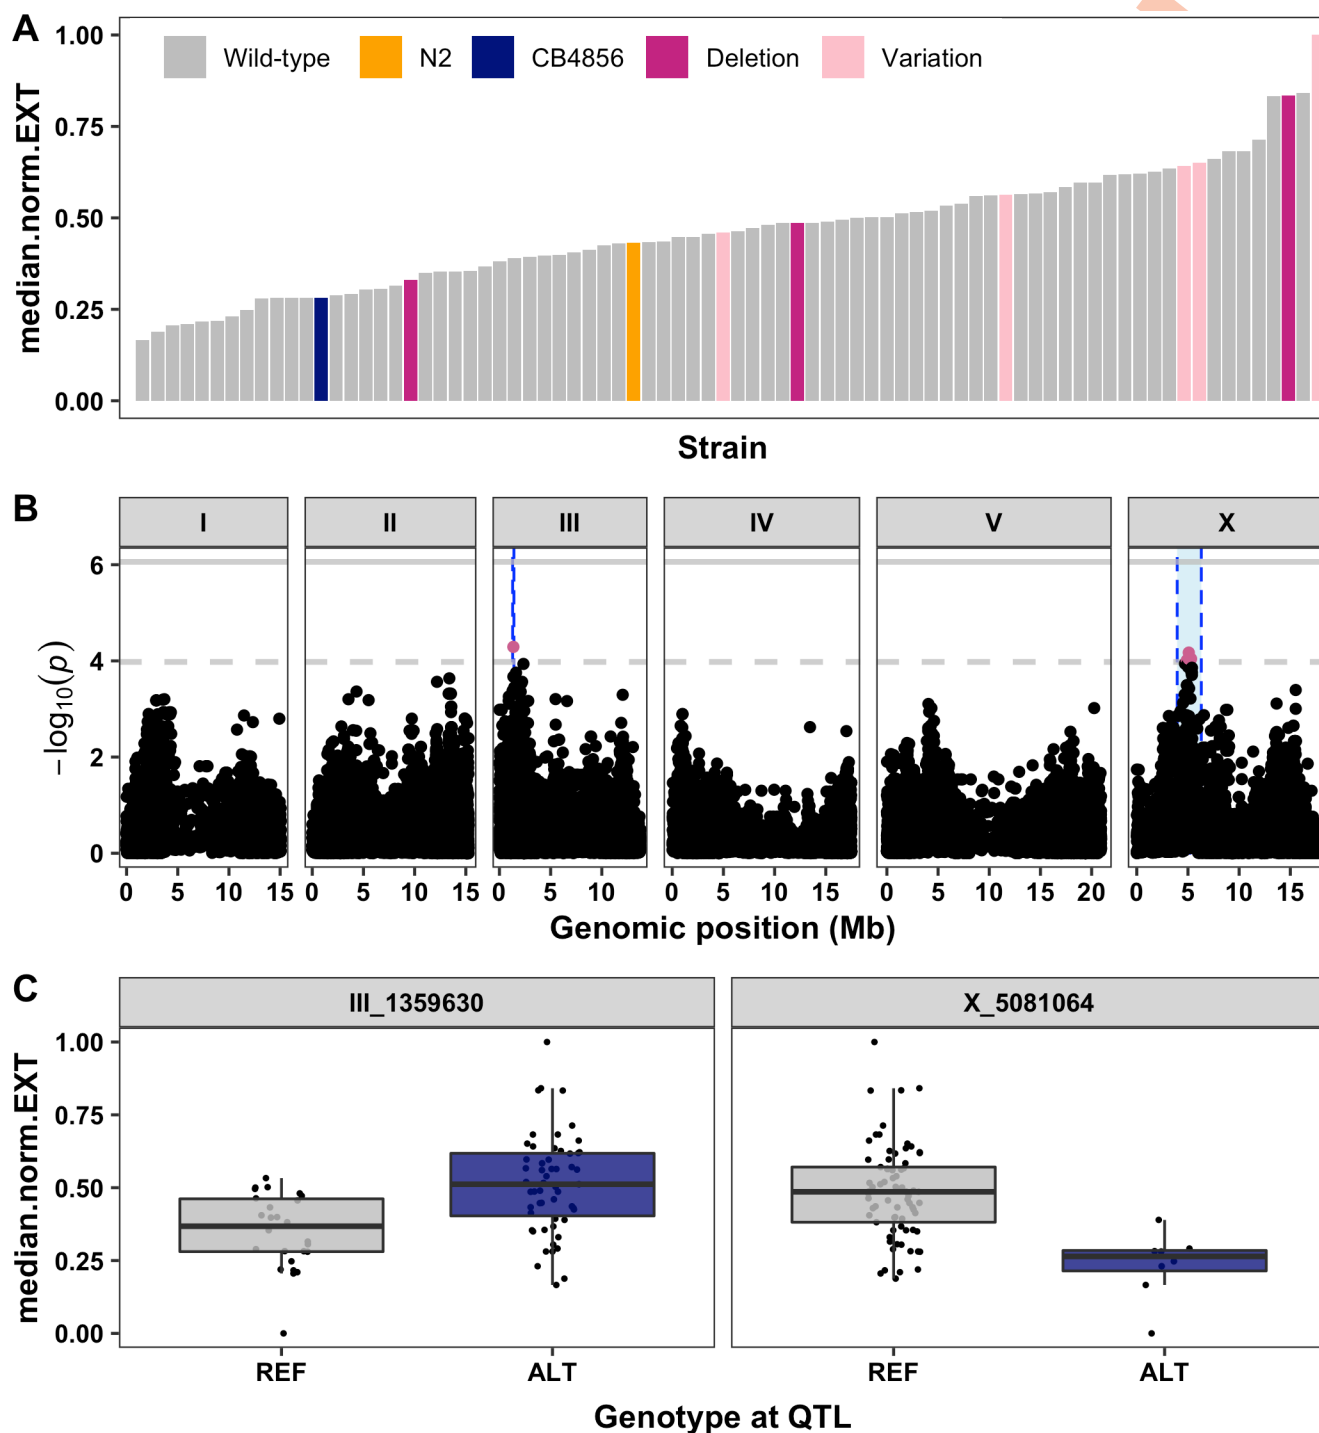 A
1.00
0.75
0.50
0.25
0.00
median.norm.EXT
Wild-type N2 CB4856 Deletion Variation
Strain
B
I II III IV V X
6
4
2
0
−log10(p)
0 5 10 15 0 5 10 15 0 5 10 0 5 10 15 0 5 10 15 20 0 5 10 15
Genomic position (Mb)
C
III_1359630 X_5081064
1.00
0.75
0.50
0.25
0.00
median.norm.EXT
REF ALT REF ALT
Genotype at QTL